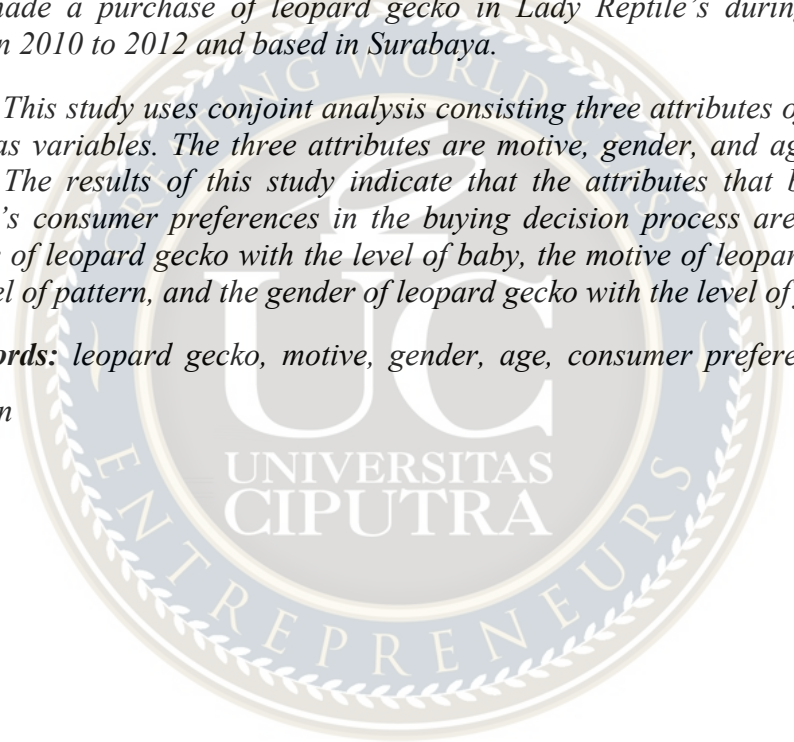 made a purchase of leopard gecko in Lady Reptile's durin
n 2010 to 2012 and based in Surabaya.
This study uses conjoint analysis consisting three attributes o
as variables. The three attributes are motive, gender, and ag
The results of this study indicate that the attributes that b
's consumer preferences in the buying decision process are
of leopard gecko with the level of baby, the motive of leopar
el of pattern, and the gender of leopard gecko with the level of
ords: leopard gecko, motive, gender, age, consumer prefere
n
CREATING WORLD CLASS
UC
UNIVERSITAS
CIPUTRA
ENTREPRENEURS